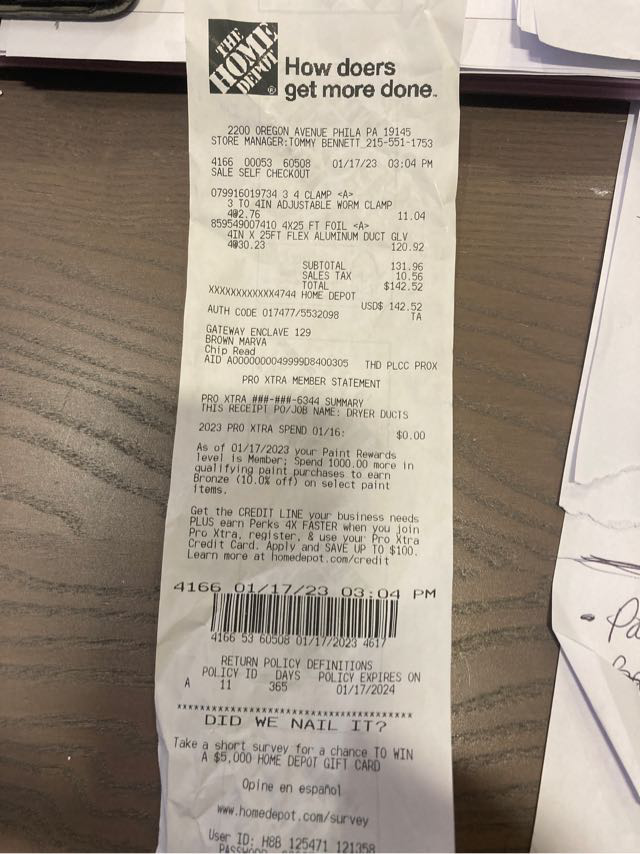 THE
HOME
DEPOT
How doers
get more done.
2200 OREGON AVENUE PHILA PA 19145
STORE MANAGER:TOMMY BENNETT 215-551-1753
4166 00053 60508 01/17/23 03:04 PM
SALE SELF CHECKOUT
079916019734 3 4 CLAMP <A>
3 TO 4IN ADJUSTABLE WORM CLAMP
4@2.76 11.04
859549007410 4X25 FT FOIL <A>
4IN X 25FT FLEX ALUMINUM DUCT GLV
4@30.23 120.92
SUBTOTAL 131.96
SALES TAX 10.56
TOTAL $142.52
XXXXXXXXXXXX4744 HOME DEPOT
USD$ 142.52
AUTH CODE 017477/5532098 TA
GATEWAY ENCLAVE 129
BROWN MARVA
Chip Read
AID A0000000049999D8400305 THD PLCC PROX
PRO XTRA MEMBER STATEMENT
PRO XTRA ###-###-6344 SUMMARY
THIS RECEIPT PO/JOB NAME: DRYER DUCTS
2023 PRO XTRA SPEND 01/16: $0.00
As of 01/17/2023 your Paint Rewards
level is Member; Spend 1000.00 more in
qualifying paint purchases to earn
Bronze (10.0% off) on select paint
items.
Get the CREDIT LINE your business needs
PLUS earn Perks 4X FASTER when you join
Pro Xtra, register, & use your Pro Xtra
Credit Card. Apply and SAVE UP TO $100.
Learn more at homedepot.com/credit
4166 01/17/23 03:04 PM
4166 53 60508 01/17/2023 4617
RETURN POLICY DEFINITIONS
POLICY ID DAYS POLICY EXPIRES ON
A 11 365 01/17/2024
****************************************
DID WE NAIL IT?
Take a short survey for a chance TO WIN
A $5,000 HOME DEPOT GIFT CARD
Opine en español
www.homedepot.com/survey
User ID: H8B 125471 121358